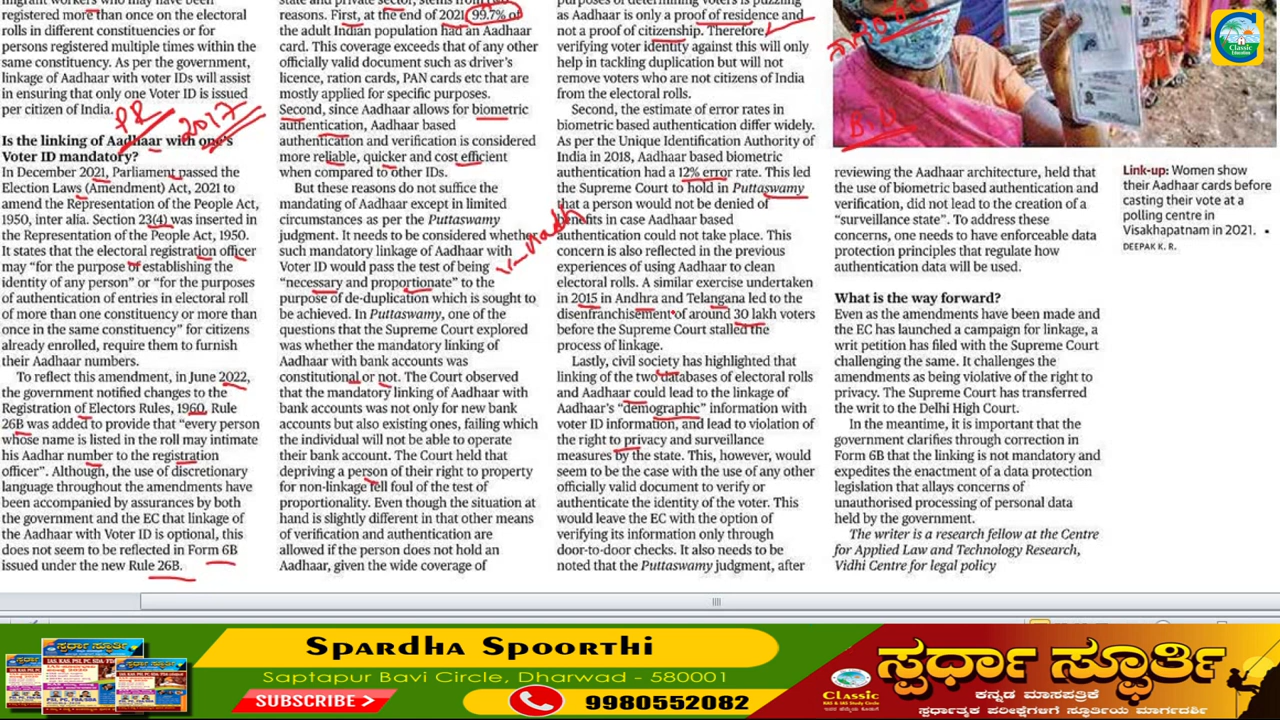 migrant workers who may have been
registered more than once on the electoral
rolls in different constituencies or for
persons registered multiple times within the
same constituency. As per the government,
linkage of Aadhaar with voter IDs will assist
in ensuring that only one Voter ID is issued
per citizen of India.
PR 2017
Is the linking of Aadhaar with one's
Voter ID mandatory?
In December 2021, Parliament passed the
Election Laws (Amendment) Act, 2021 to
amend the Representation of the People Act,
1950, inter alia. Section 23(4) was inserted in
the Representation of the People Act, 1950.
It states that the electoral registration officer
may “for the purpose of establishing the
identity of any person” or “for the purposes
of authentication of entries in electoral roll
of more than one constituency or more than
once in the same constituency” for citizens
already enrolled, require them to furnish
their Aadhaar numbers.
To reflect this amendment, in June 2022,
the government notified changes to the
Registration of Electors Rules, 1960, Rule
26B was added to provide that “every person
whose name is listed in the roll may intimate
his Aadhar number to the registration
officer”. Although, the use of discretionary
language throughout the amendments have
been accompanied by assurances by both
the government and the EC that linkage of
the Aadhaar with Voter ID is optional, this
does not seem to be reflected in Form 6B
issued under the new Rule 26B.
state and private sector, stems from two
reasons. First, at the end of 2021 99.7% of
the adult Indian population had an Aadhaar
card. This coverage exceeds that of any other
officially valid document such as driver's
licence, ration cards, PAN cards etc that are
mostly applied for specific purposes.
Second, since Aadhaar allows for biometric
authentication, Aadhaar based
authentication and verification is considered
more reliable, quicker and cost efficient
when compared to other IDs.
But these reasons do not suffice the
mandating of Aadhaar except in limited
circumstances as per the Puttaswamy
judgment. It needs to be considered whether
such mandatory linkage of Aadhaar with
Voter ID would pass the test of being
“necessary and proportionate” to the
purpose of de-duplication which is sought to
be achieved. In Puttaswamy, one of the
questions that the Supreme Court explored
was whether the mandatory linking of
Aadhaar with bank accounts was
constitutional or not. The Court observed
that the mandatory linking of Aadhaar with
bank accounts was not only for new bank
accounts but also existing ones, failing which
the individual will not be able to operate
their bank account. The Court held that
depriving a person of their right to property
for non-linkage fell foul of the test of
proportionality. Even though the situation at
hand is slightly different in that other means
of verification and authentication are
allowed if the person does not hold an
Aadhaar, given the wide coverage of
purposes of determining voters is puzzling
as Aadhaar is only a proof of residence and
not a proof of citizenship. Therefore,
verifying voter identity against this will only
help in tackling duplication but will not
remove voters who are not citizens of India
from the electoral rolls.
Second, the estimate of error rates in
biometric based authentication differ widely.
As per the Unique Identification Authority of
India in 2018, Aadhaar based biometric
authentication had a 12% error rate. This led
the Supreme Court to hold in Puttaswamy
that a person would not be denied of
benefits in case Aadhaar based
authentication could not take place. This
concern is also reflected in the previous
experiences of using Aadhaar to clean
electoral rolls. A similar exercise undertaken
in 2015 in Andhra and Telangana led to the
disenfranchisement of around 30 lakh voters
before the Supreme Court stalled the
process of linkage.
Lastly, civil society has highlighted that
linking of the two databases of electoral rolls
and Aadhaar could lead to the linkage of
Aadhaar's “demographic” information with
voter ID information, and lead to violation of
the right to privacy and surveillance
measures by the state. This, however, would
seem to be the case with the use of any other
officially valid document to verify or
authenticate the identity of the voter. This
would leave the EC with the option of
verifying its information only through
door-to-door checks. It also needs to be
noted that the Puttaswamy judgment, after
B.D
reviewing the Aadhaar architecture, held that
the use of biometric based authentication and
verification, did not lead to the creation of a
“surveillance state”. To address these
concerns, one needs to have enforceable data
protection principles that regulate how
authentication data will be used.
What is the way forward?
Even as the amendments have been made and
the EC has launched a campaign for linkage, a
writ petition has filed with the Supreme Court
challenging the same. It challenges the
amendments as being violative of the right to
privacy. The Supreme Court has transferred
the writ to the Delhi High Court.
In the meantime, it is important that the
government clarifies through correction in
Form 6B that the linking is not mandatory and
expedites the enactment of a data protection
legislation that allays concerns of
unauthorised processing of personal data
held by the government.
The writer is a research fellow at the Centre
for Applied Law and Technology Research,
Vidhi Centre for legal policy
Link-up: Women show
their Aadhaar cards before
casting their vote at a
polling centre in
Visakhapatnam in 2021. •
DEEPAK K. R.
Classic
Education
Spardha Spoorthi
Saptapur Bavi Circle, Dharwad - 580001
SUBSCRIBE
9980552082
ಸ್ಪರ್ಧಾ ಸ್ಫೂರ್ತಿ
ಕನ್ನಡ ಮಾಸಪತ್ರಿಕೆ
ಸ್ಪರ್ಧಾತ್ಮಕ ಪರೀಕ್ಷೆಗಳಿಗೆ ಸ್ಫೂರ್ತಿಯ ಮಾರ್ಗದರ್ಶಿ
Classic
KAS & IAS Study Circle
ಸ್ಪರ್ಧಾ ಸ್ಫೂರ್ತಿ